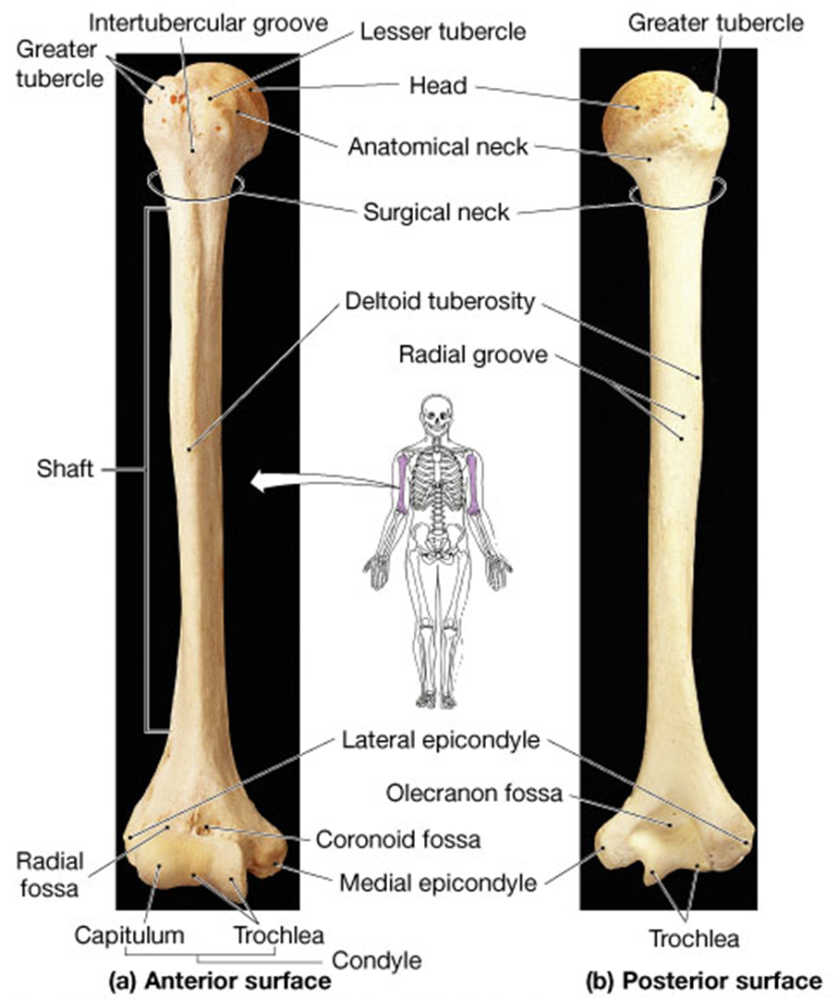 Intertubercular groove
Greater
tubercle
Lesser tubercle
Greater tubercle
Head
Anatomical neck
Surgical neck
Deltoid tuberosity
Radial groove
Shaft
Lateral epicondyle
Olecranon fossa
Coronoid fossa
Radial
fossa
Medial epicondyle
Capitulum
Trochlea
Trochlea
Condyle
(a) Anterior surface
(b) Posterior surface